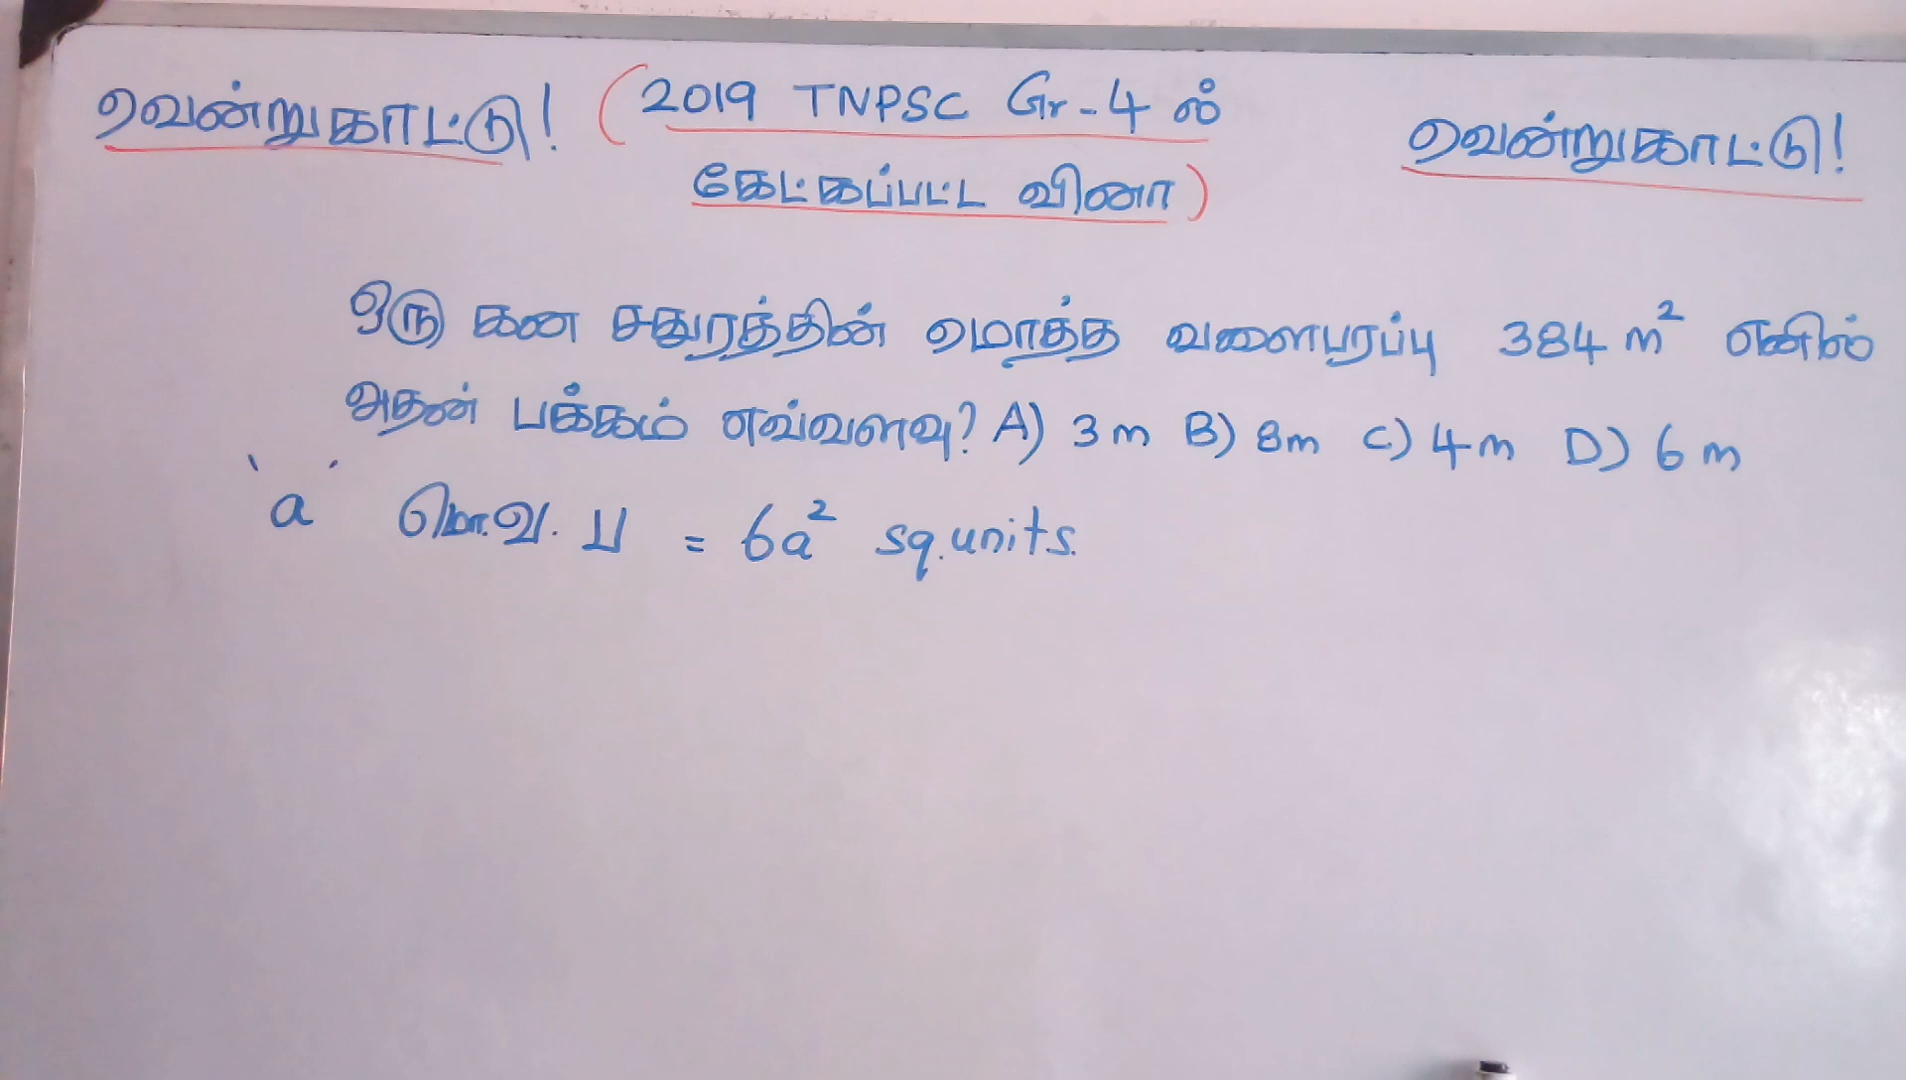 வென்றுகாட்டு! (2019 TNPSC Gr-4 ல் வென்றுகாட்டு!
கேட்கப்பட்ட வினா)
ஒரு கன சதுரத்தின் மொத்த வளைபரப்பு 384 m² எனில்
அதன் பக்கம் எவ்வளவு? A) 3m B) 8m C) 4m D) 6 m
'a' மொ.வ. ப = 6a² sq.units.